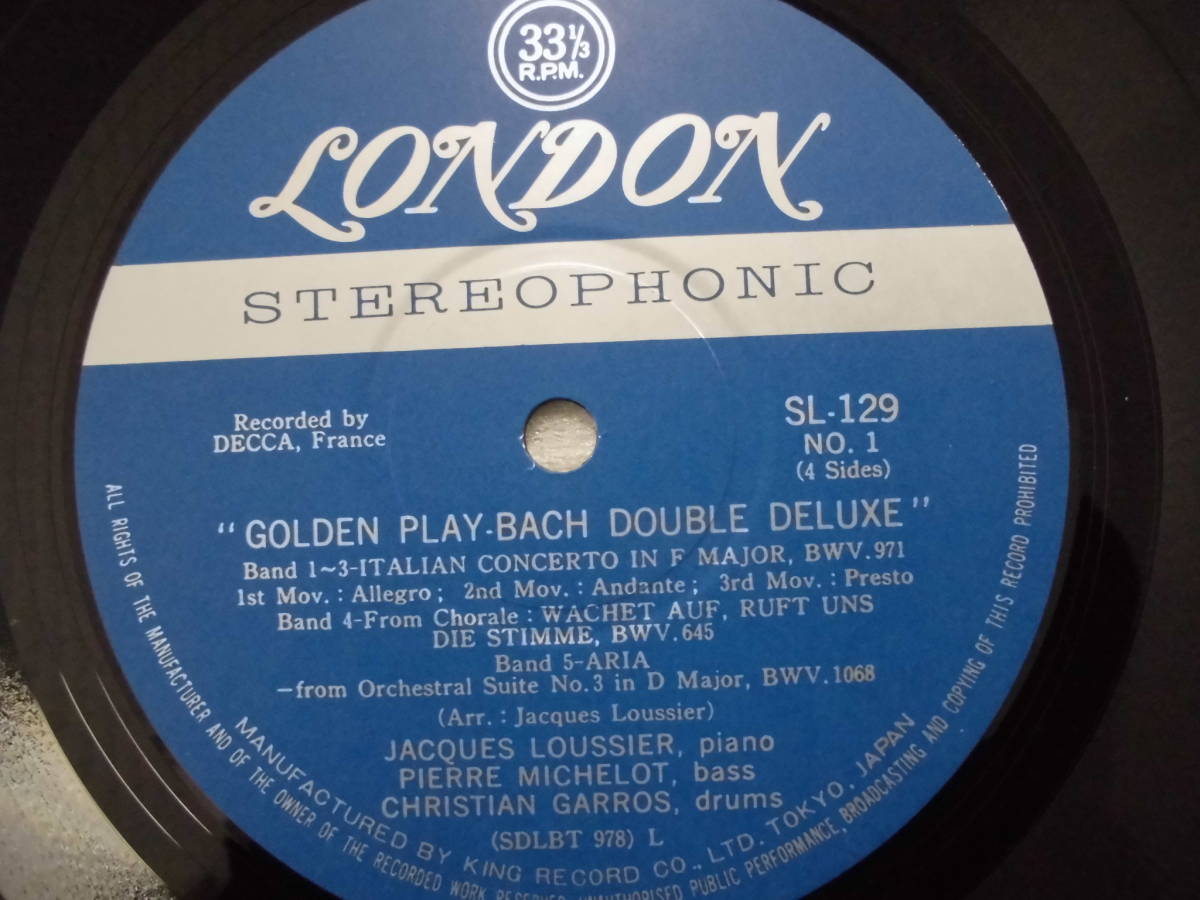 33⅓
R.P.M.
LONDON
STEREOPHONIC
Recorded by
DECCA, France
SL-129
NO. 1
(4 Sides)
"GOLDEN PLAY-BACH DOUBLE DELUXE"
Band 1~3-ITALIAN CONCERTO IN F MAJOR, BWV.971
1st Mov.: Allegro; 2nd Mov.: Andante; 3rd Mov.: Presto
Band 4-From Chorale: WACHET AUF, RUFT UNS
DIE STIMME, BWV.645
Band 5-ARIA
-from Orchestral Suite No.3 in D Major, BWV.1068
(Arr.: Jacques Loussier)
JACQUES LOUSSIER, piano
PIERRE MICHELOT, bass
CHRISTIAN GARROS, drums
(SDLBT 978) L
MANUFACTURED BY KING RECORD CO., LTD. TOKYO, JAPAN
ALL RIGHTS OF THE MANUFACTURER AND OF THE OWNER OF THE RECORDED WORK RESERVED UNAUTHORISED PUBLIC PERFORMANCE, BROADCASTING AND COPYING OF THIS RECORD PROHIBITED